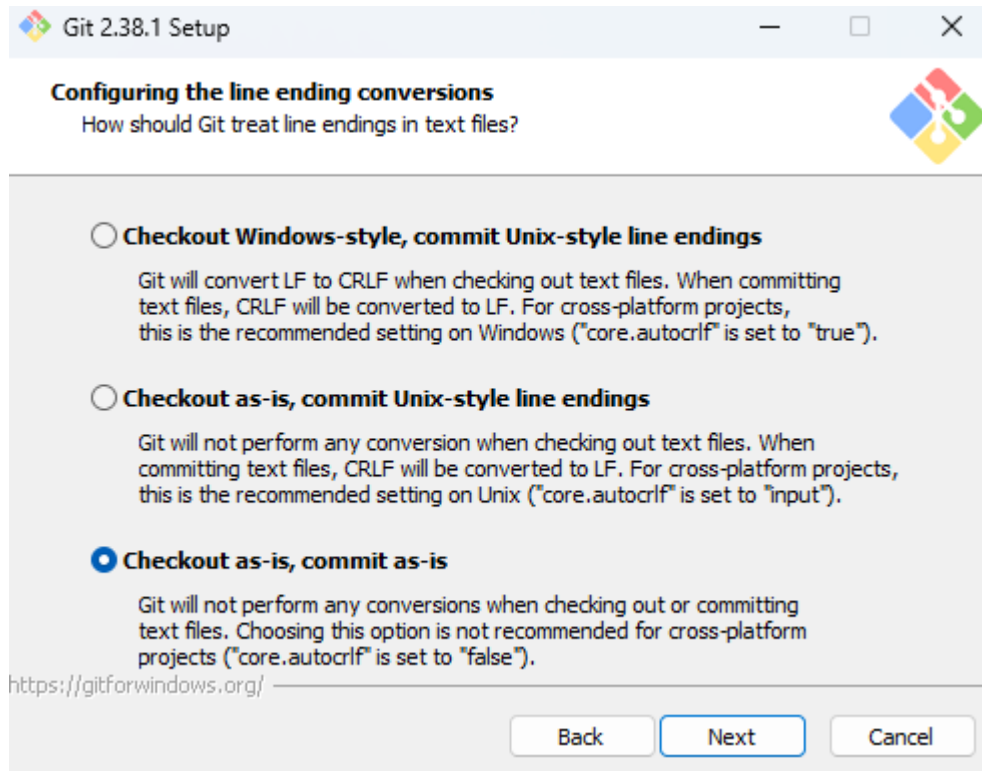 Git 2.38.1 Setup
Configuring the line ending conversions
How should Git treat line endings in text files?
Checkout Windows-style, commit Unix-style line endings
Git will convert LF to CRLF when checking out text files. When committing
text files, CRLF will be converted to LF. For cross-platform projects,
this is the recommended setting on Windows ("core.autocrlf" is set to "true").
Checkout as-is, commit Unix-style line endings
Git will not perform any conversion when checking out text files. When
committing text files, CRLF will be converted to LF. For cross-platform projects,
this is the recommended setting on Unix ("core.autocrlf" is set to "input").
Checkout as-is, commit as-is
Git will not perform any conversions when checking out or committing
text files. Choosing this option is not recommended for cross-platform
projects ("core.autocrlf" is set to "false").
https://gitforwindows.org/
Back Next Cancel